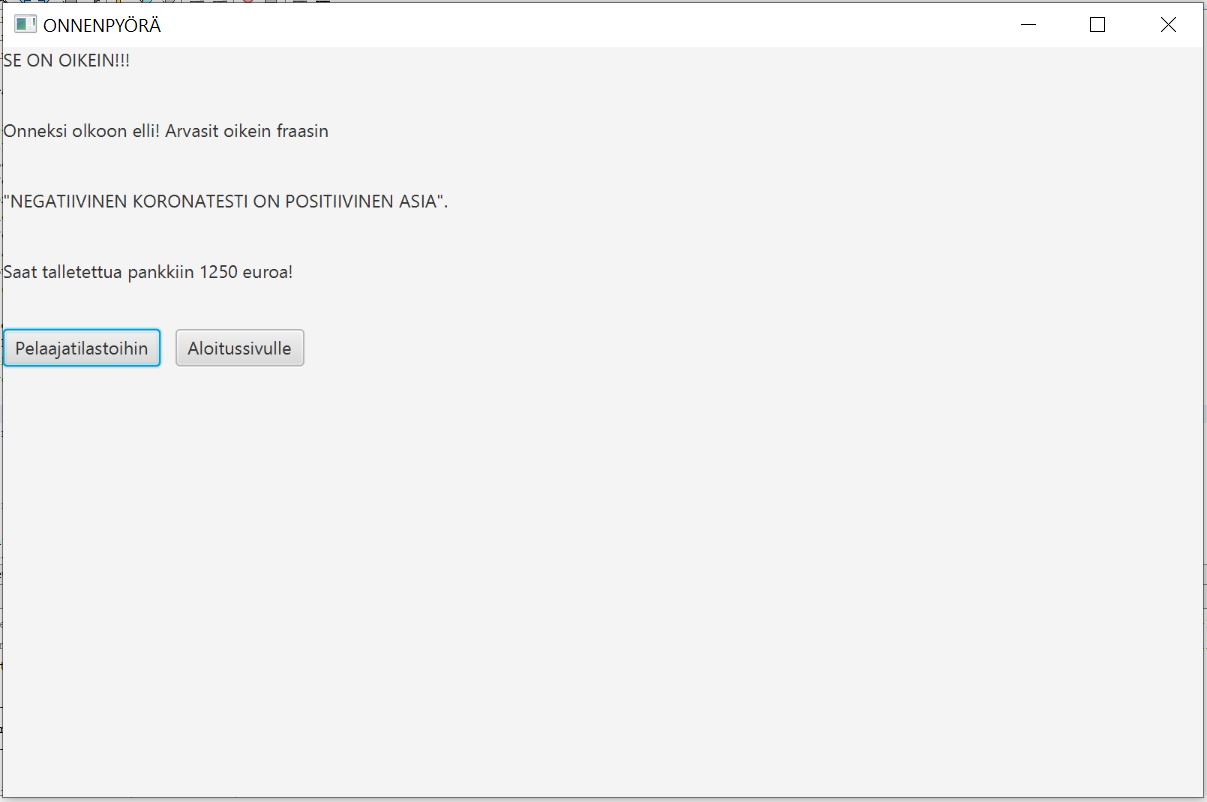 ONNENPYÖRÄ
SE ON OIKEIN!!!
Onneksi olkoon elli! Arvasit oikein fraasin
"NEGATIIVINEN KORONATESTI ON POSITIIVINEN ASIA".
Saat talletettua pankkiin 1250 euroa!
Pelaajatilastoihin Aloitussivulle